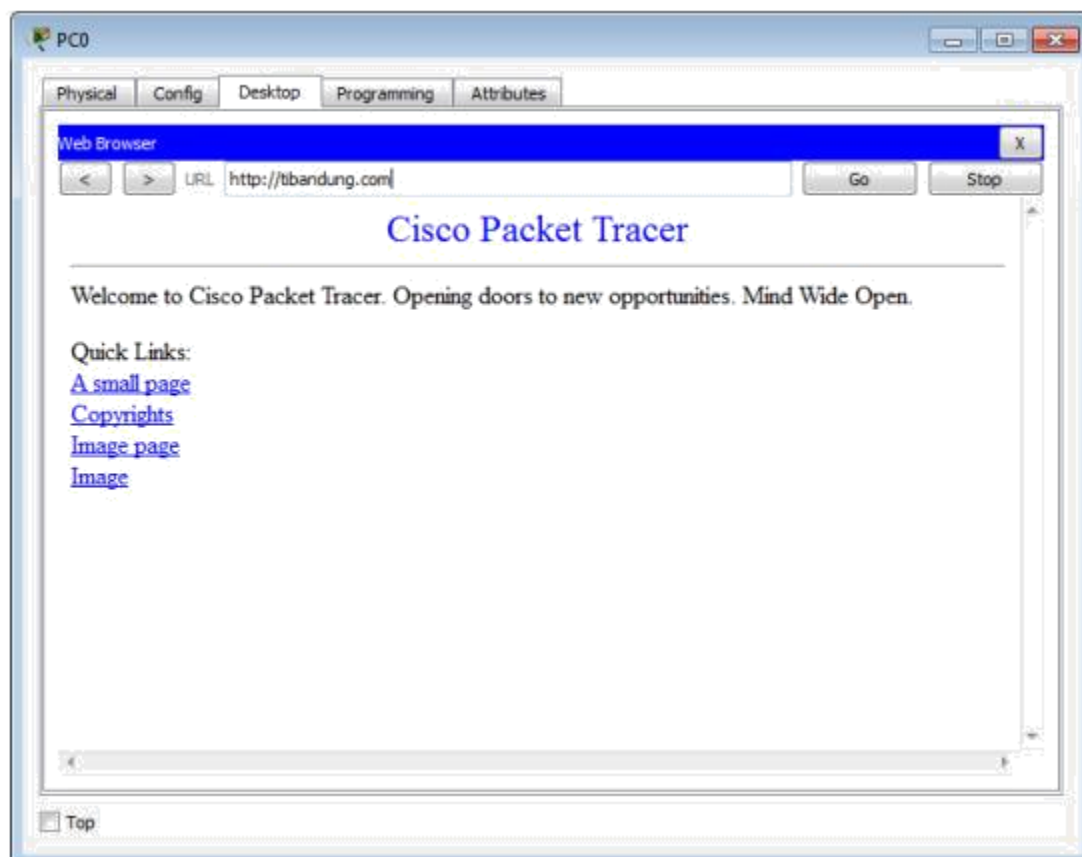 PC0
Physical Config Desktop Programming Attributes
Web Browser X
< > URL http://tibandung.com Go Stop
Cisco Packet Tracer
Welcome to Cisco Packet Tracer. Opening doors to new opportunities. Mind Wide Open.
Quick Links:
A small page
Copyrights
Image page
Image
Top